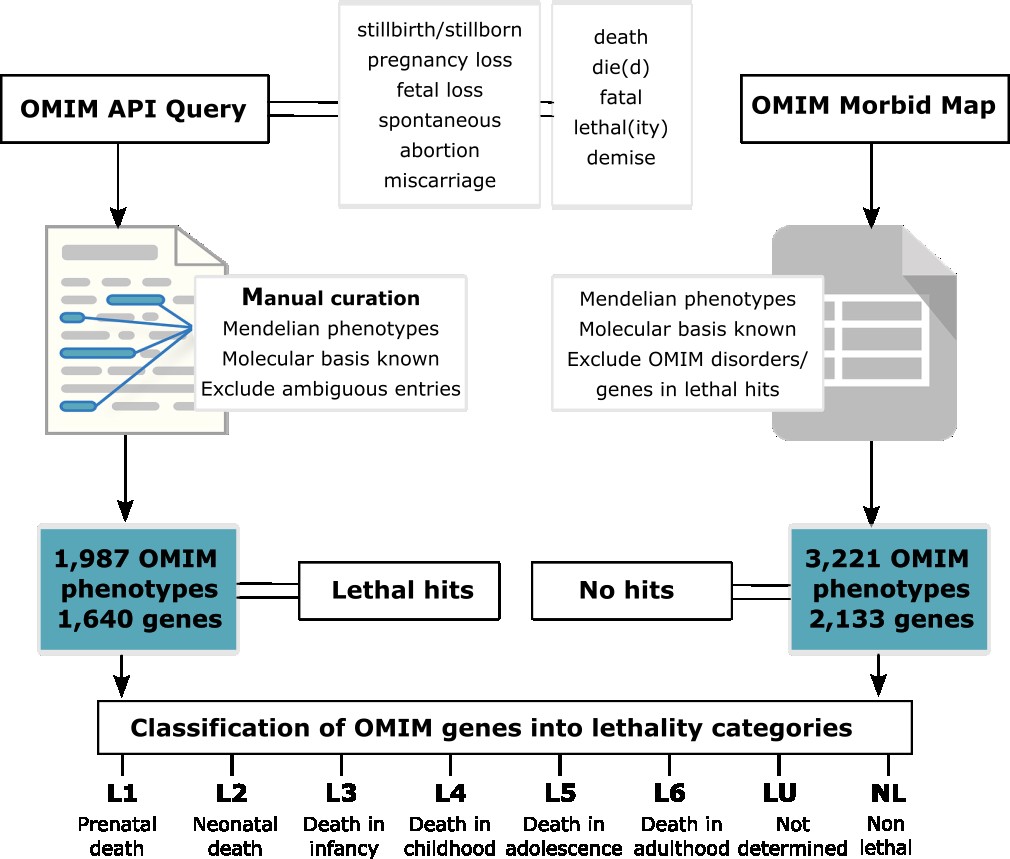 OMIM API Query
stillbirth/stillborn
pregnancy loss
fetal loss
spontaneous
abortion
miscarriage
death
die(d)
fatal
lethal(ity)
demise
OMIM Morbid Map
Manual curation
Mendelian phenotypes
Molecular basis known
Exclude ambiguous entries
Mendelian phenotypes
Molecular basis known
Exclude OMIM disorders/
genes in lethal hits
1,987 OMIM
phenotypes
1,640 genes
Lethal hits
No hits
3,221 OMIM
phenotypes
2,133 genes
Classification of OMIM genes into lethality categories
L1
Prenatal
death
L2
Neonatal
death
L3
Death in
infancy
L4
Death in
childhood
L5
Death in
adolescence
L6
Death in
adulthood
LU
Not
determined
NL
Non
lethal